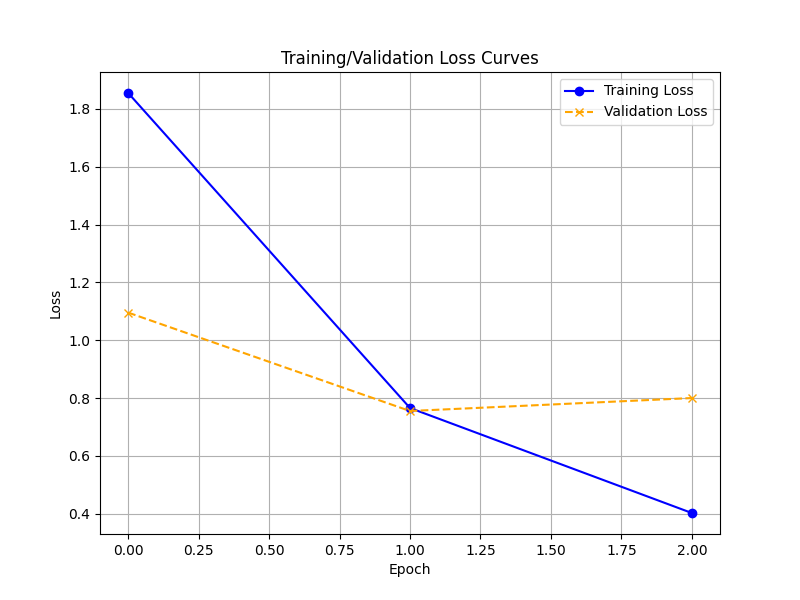 Training/Validation Loss Curves
Training Loss
Validation Loss
1.8
1.6
1.4
1.2
1.0
0.8
0.6
0.4
Loss
0.00 0.25 0.50 0.75 1.00 1.25 1.50 1.75 2.00
Epoch